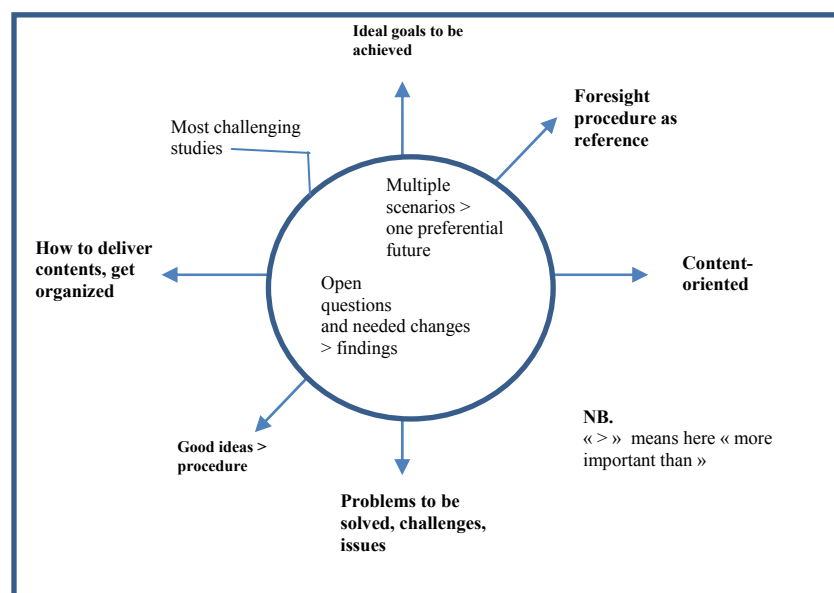 Ideal goals to be
achieved
Foresight
procedure as
reference
Most challenging
studies
Multiple
scenarios >
one preferential
future
How to deliver
contents, get
organized
Content-
oriented
Open
questions
and needed changes
> findings
Good ideas >
procedure
NB.
« > »  means here « more
important than »
Problems to be
solved, challenges,
issues